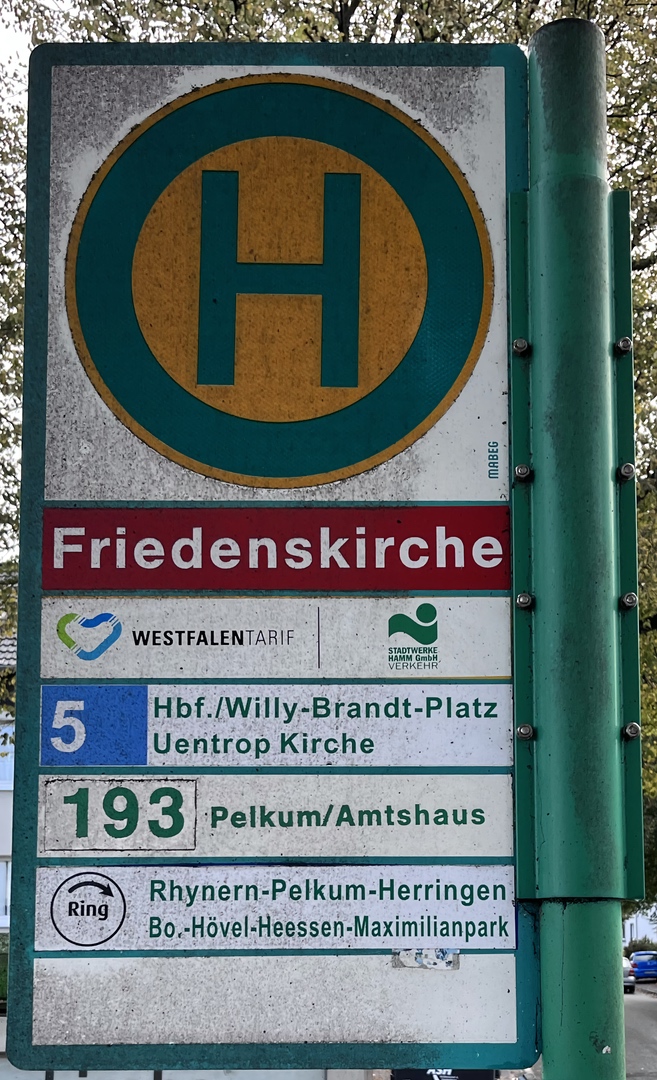 H
MABEG
Friedenskirche
WESTFALENTARIF
STADTWERKE
HAMM GmbH
VERKEHR
5
Hbf./Willy-Brandt-Platz
Uentrop Kirche
193 Pelkum/Amtshaus
Ring
Rhynern-Pelkum-Herringen
Bo.-Hövel-Heessen-Maximilianpark